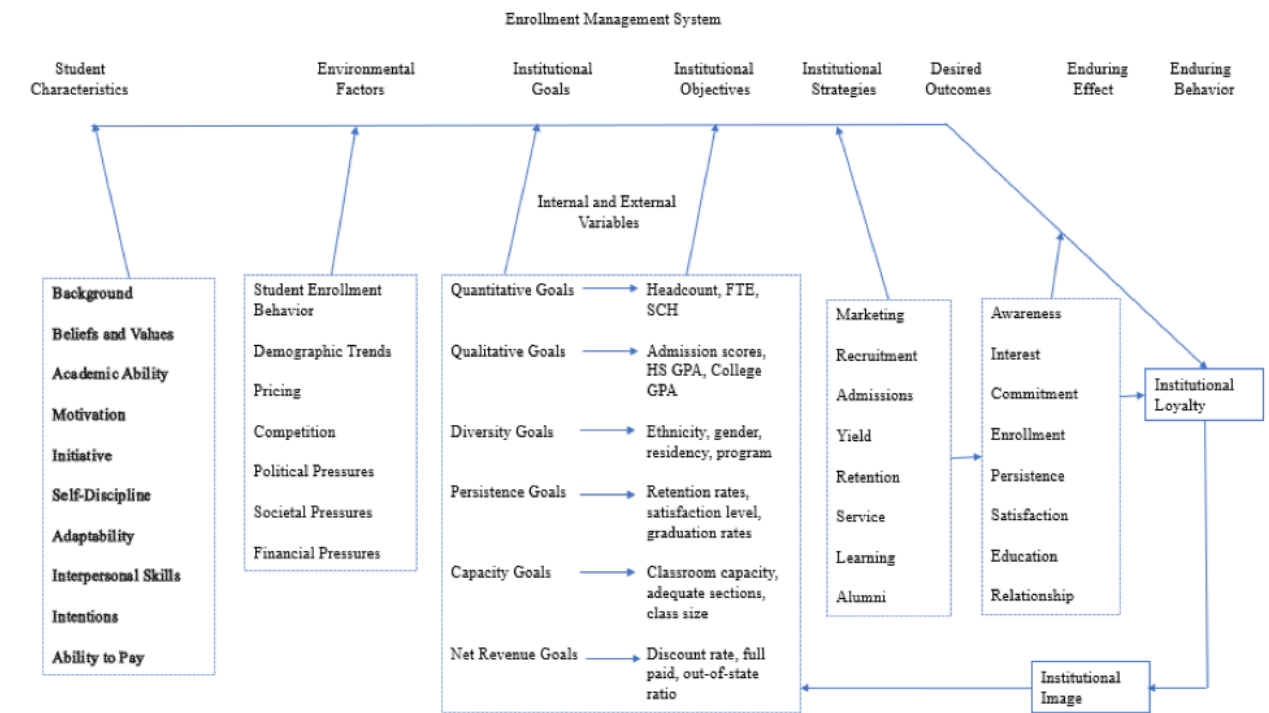 Enrollment Management System
Student
Characteristics
Environmental
Factors
Institutional
Goals
Institutional
Objectives
Institutional
Strategies
Desired
Outcomes
Enduring
Effect
Enduring
Behavior
Internal and External
Variables
Background
Beliefs and Values
Academic Ability
Motivation
Initiative
Self-Discipline
Adaptability
Interpersonal Skills
Intentions
Ability to Pay
Student Enrollment
Behavior
Demographic Trends
Pricing
Competition
Political Pressures
Societal Pressures
Financial Pressures
Quantitative Goals
Headcount, FTE,
SCH
Qualitative Goals
Admission scores,
HS GPA, College
GPA
Diversity Goals
Ethnicity, gender,
residency, program
Persistence Goals
Retention rates,
satisfaction level,
graduation rates
Capacity Goals
Classroom capacity,
adequate sections,
class size
Net Revenue Goals
Discount rate, full
paid, out-of-state
ratio
Marketing
Recruitment
Admissions
Yield
Retention
Service
Learning
Alumni
Awareness
Interest
Commitment
Enrollment
Persistence
Satisfaction
Education
Relationship
Institutional
Loyalty
Institutional
Image